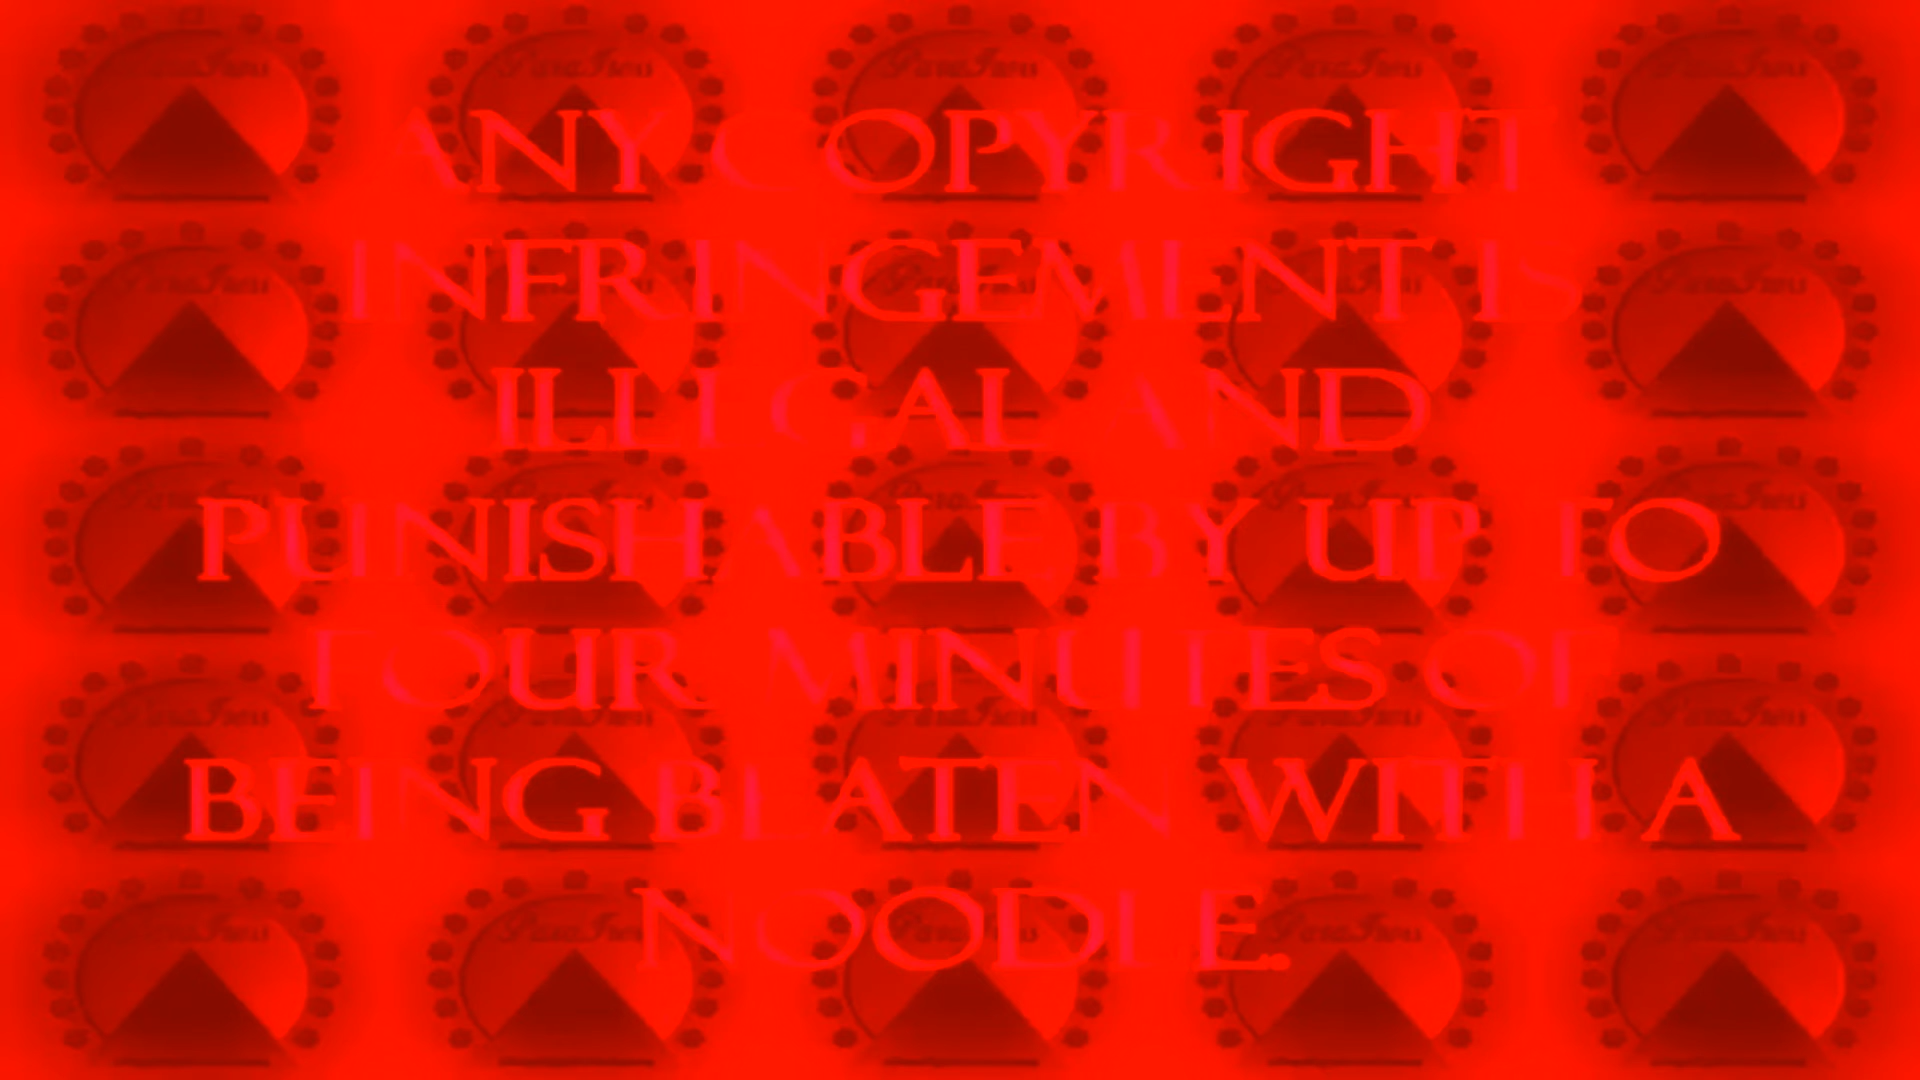 ANY COPYRIGHT
INFRINGEMENT IS
ILLEGAL AND
PUNISHABLE BY UP TO
FOUR MINUTES OF
BEING BEATEN WITH A
NOODLE.